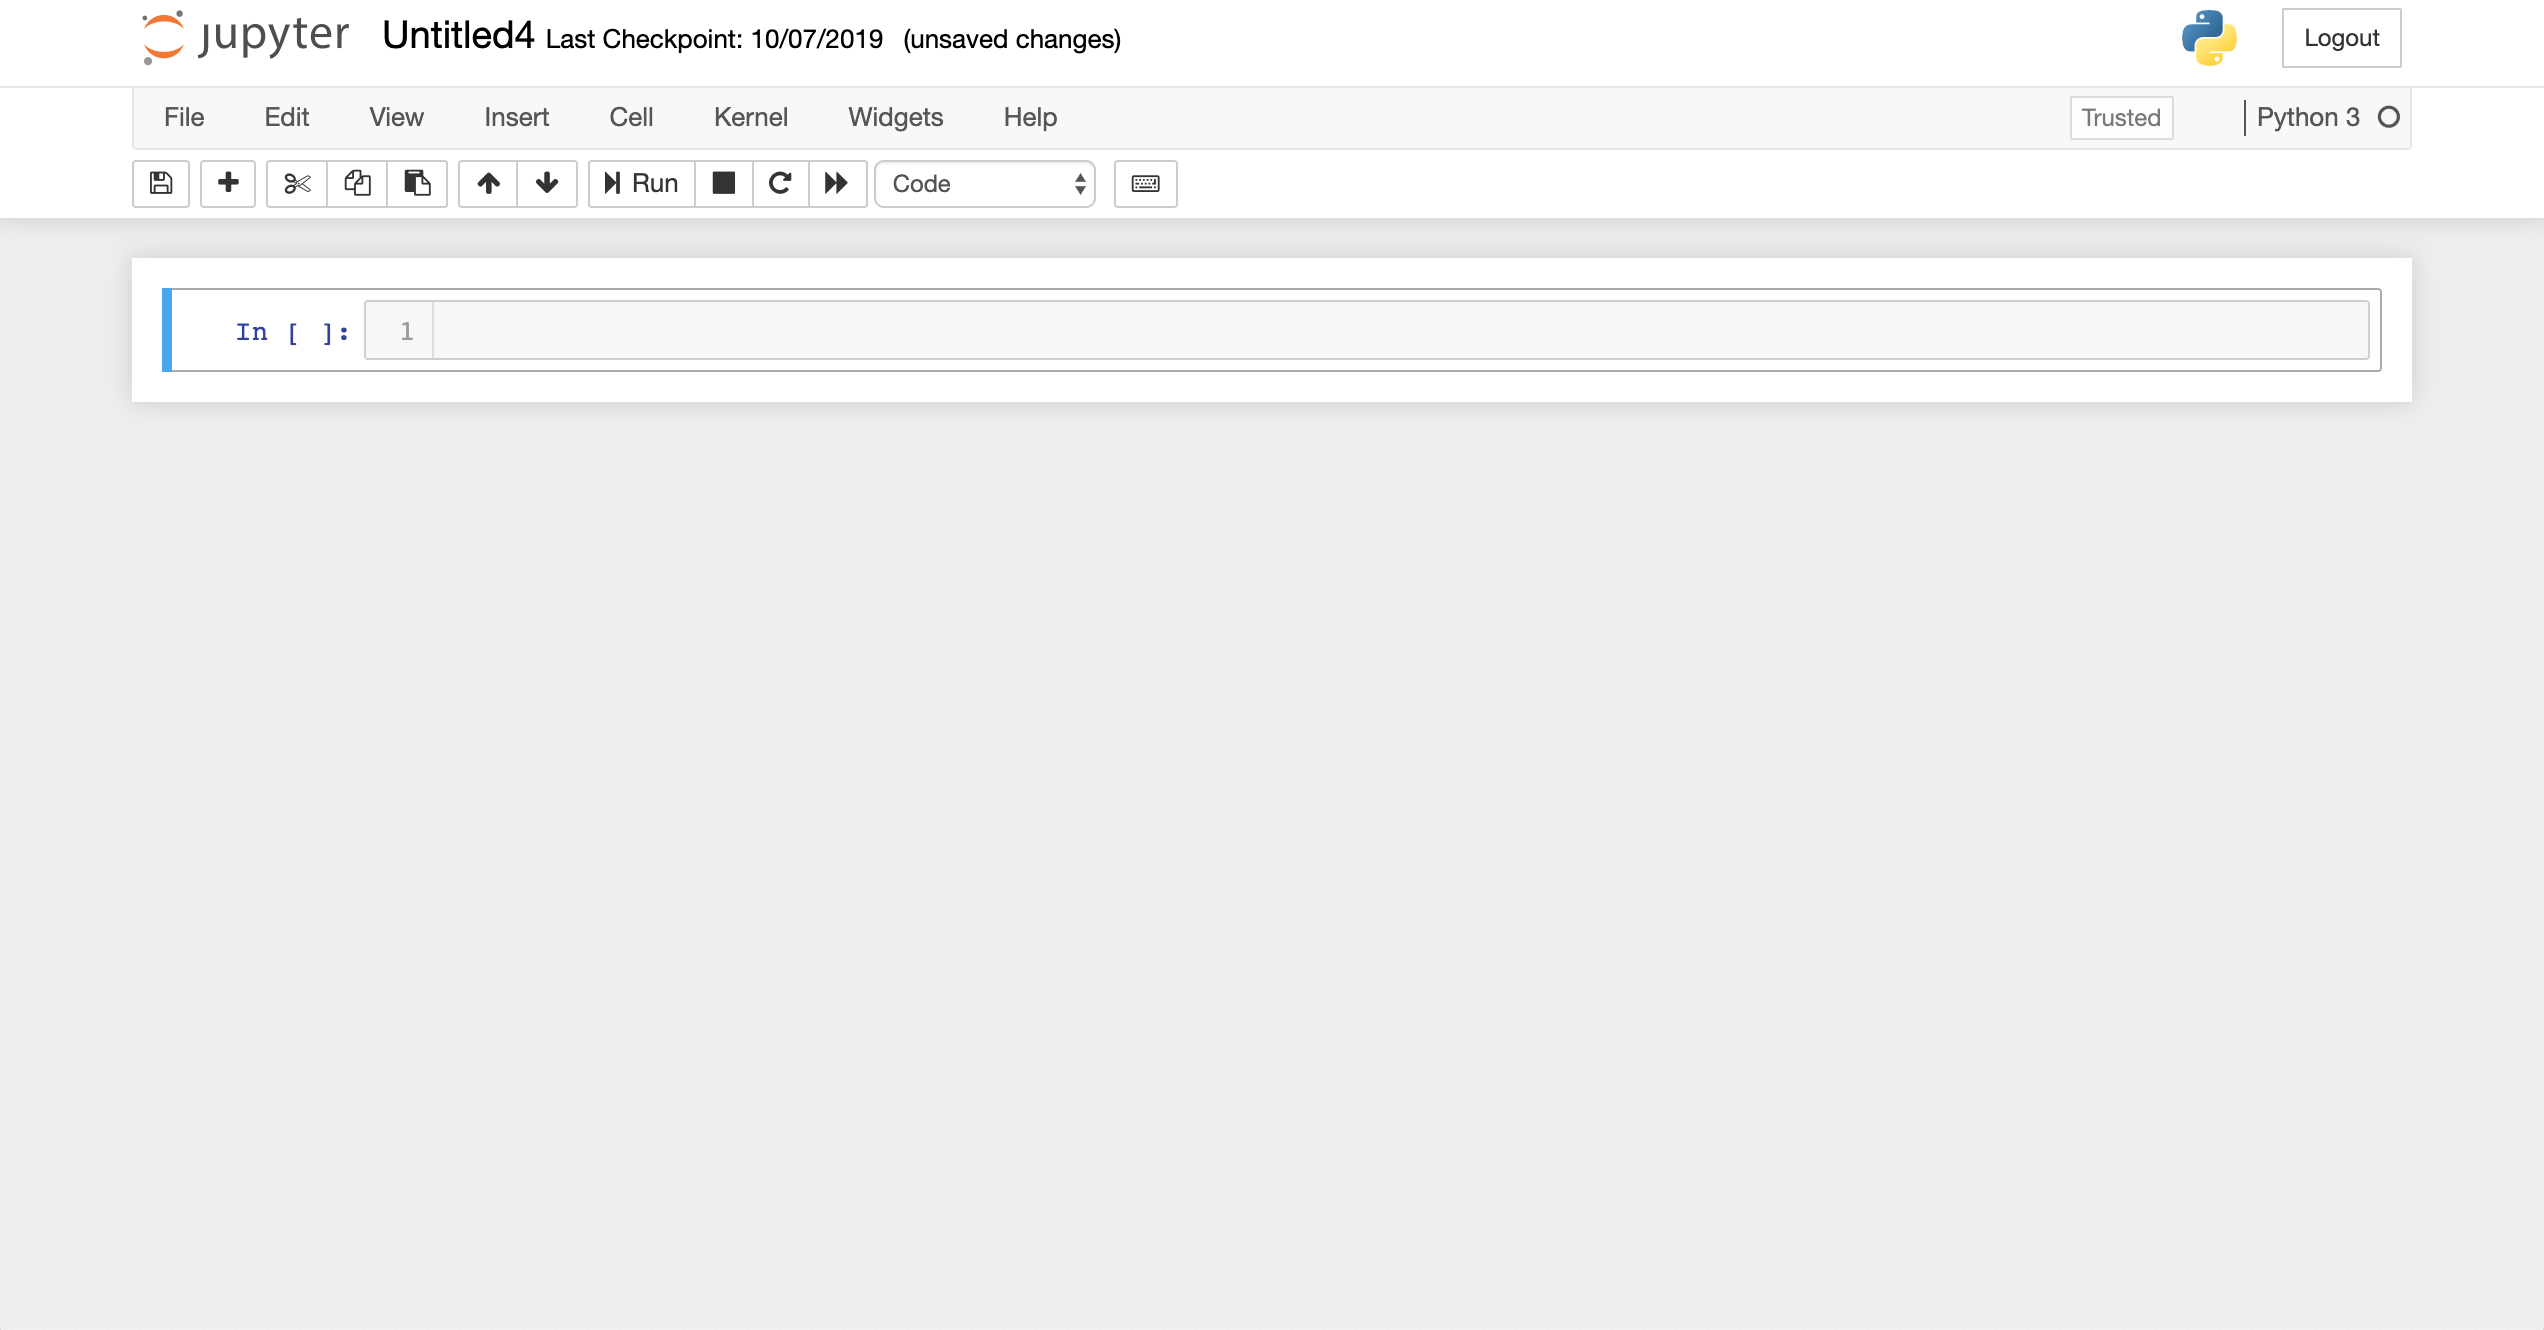 jupyter Untitled4 Last Checkpoint: 10/07/2019 (unsaved changes) Logout
File Edit View Insert Cell Kernel Widgets Help Trusted Python 3
Run Code
In [ ]: 1